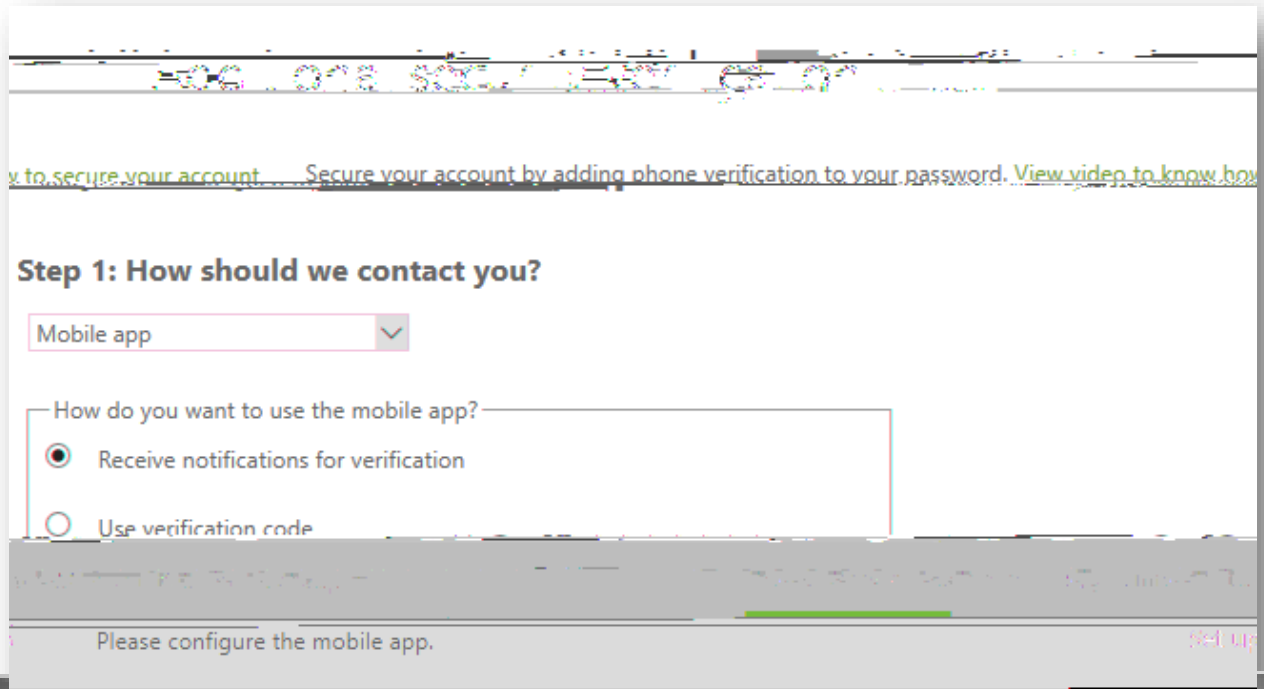 y to secure your account Secure your account by adding phone verification to your password. View video to know how
Step 1: How should we contact you?
Mobile app
How do you want to use the mobile app?
Receive notifications for verification
Use verification code
Please configure the mobile app.
Set up